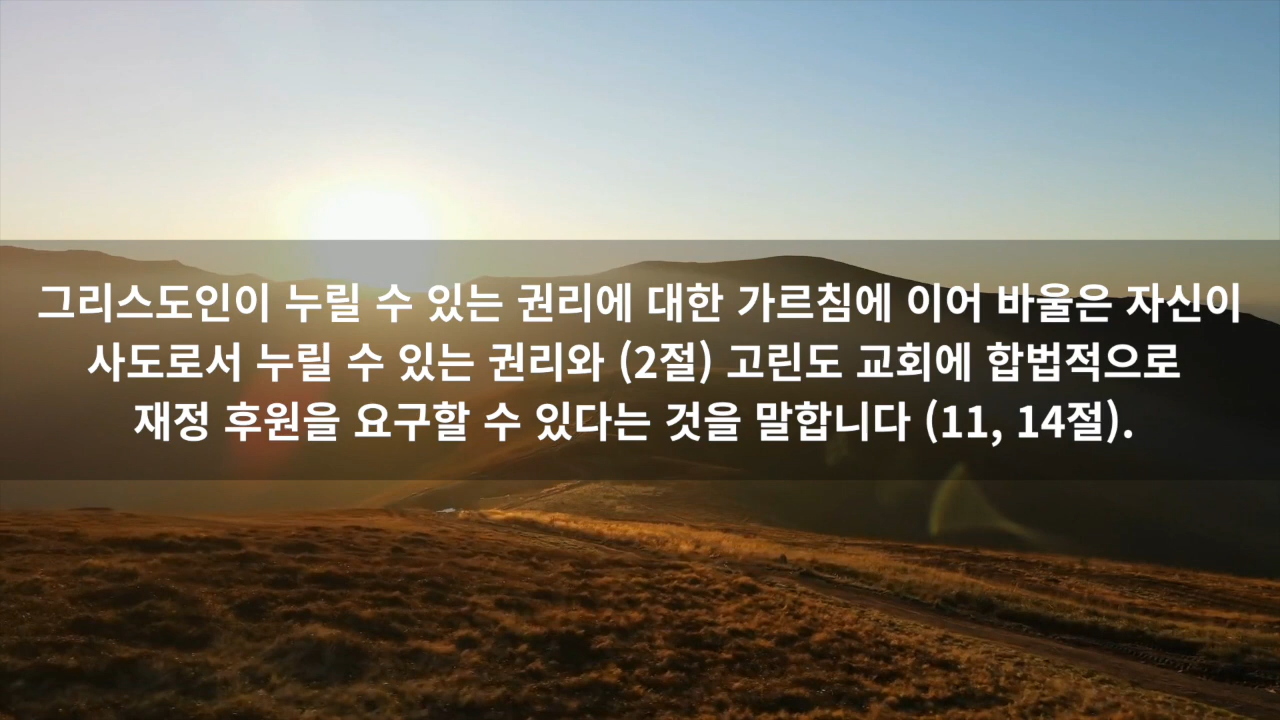 그리스도인이 누릴 수 있는 권리에 대한 가르침에 이어 바울은 자신이
사도로서 누릴 수 있는 권리와 (2절) 고린도 교회에 합법적으로
재정 후원을 요구할 수 있다는 것을 말합니다 (11, 14절).